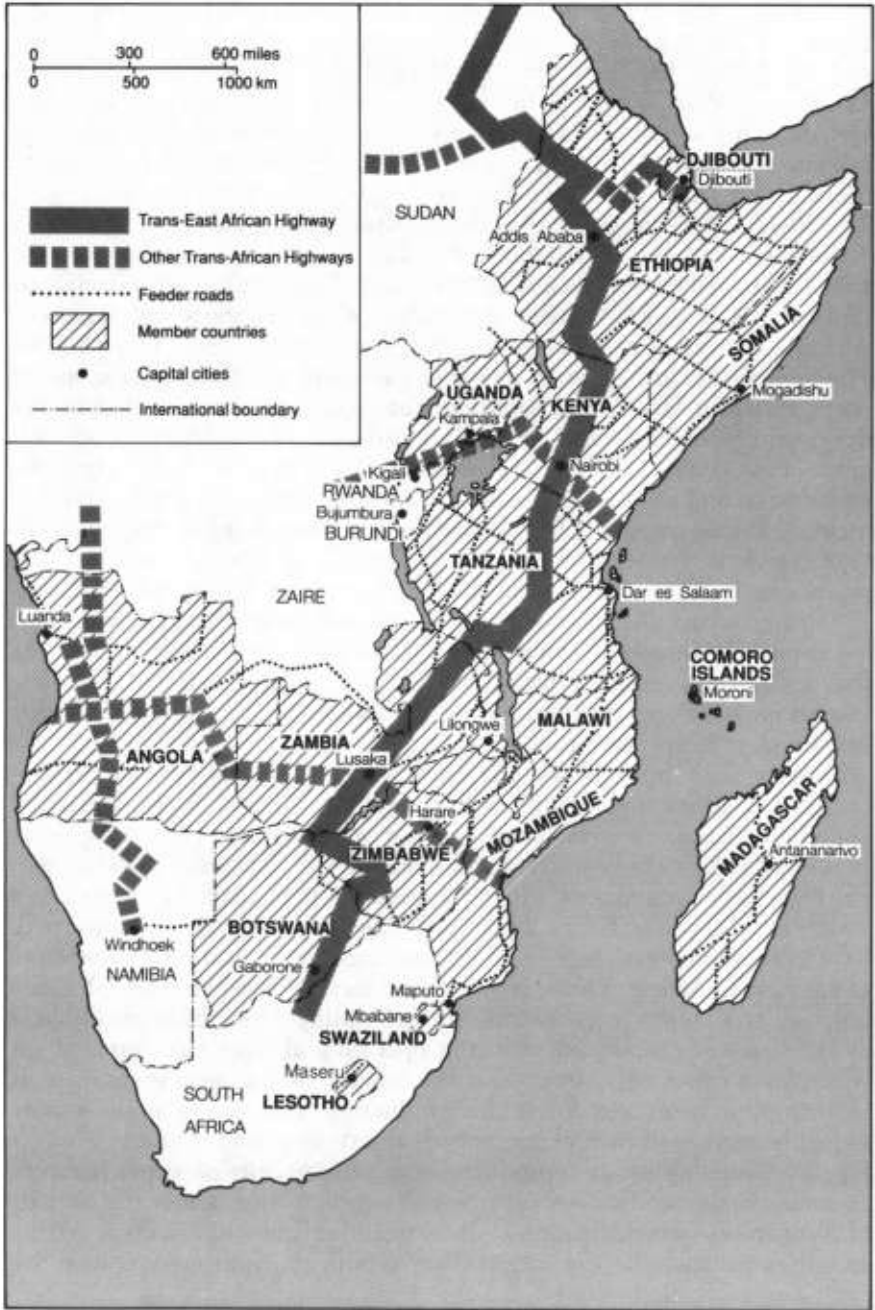 0 300 600 miles
0 500 1000 km
Trans-East African Highway
Other Trans-African Highways
Feeder roads
Member countries
Capital cities
International boundary
SUDAN
DJIBOUTI
Djibouti
Addis Ababa
ETHIOPIA
SOMALIA
Mogadishu
UGANDA
Kampala
KENYA
Kigali
Nairobi
RWANDA
Bujumbura
BURUNDI
TANZANIA
ZAIRE
Dar es Salaam
Luanda
COMORO
ISLANDS
Moroni
Lilongwe
MALAWI
ANGOLA
ZAMBIA
Lusaka
Harare
MOZAMBIQUE
ZIMBABWE
MADAGASCAR
Antananarivo
BOTSWANA
Windhoek
NAMIBIA
Gaborone
Maputo
Mbabane
SWAZILAND
Maseru
LESOTHO
SOUTH
AFRICA